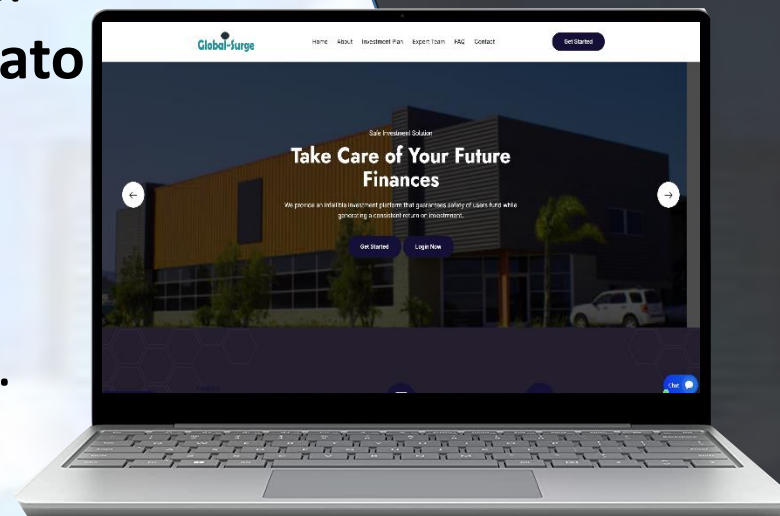 ato
Global-Surge
Home About Investment Plan Expert Team FAQ Contact
Get Started
Safe Investment Solution
Take Care of Your Future
Finances
We provide an infallible investment platform that guarantees safety of users fund while
generating a consistent return on investment.
Get Started Login Now
Chat